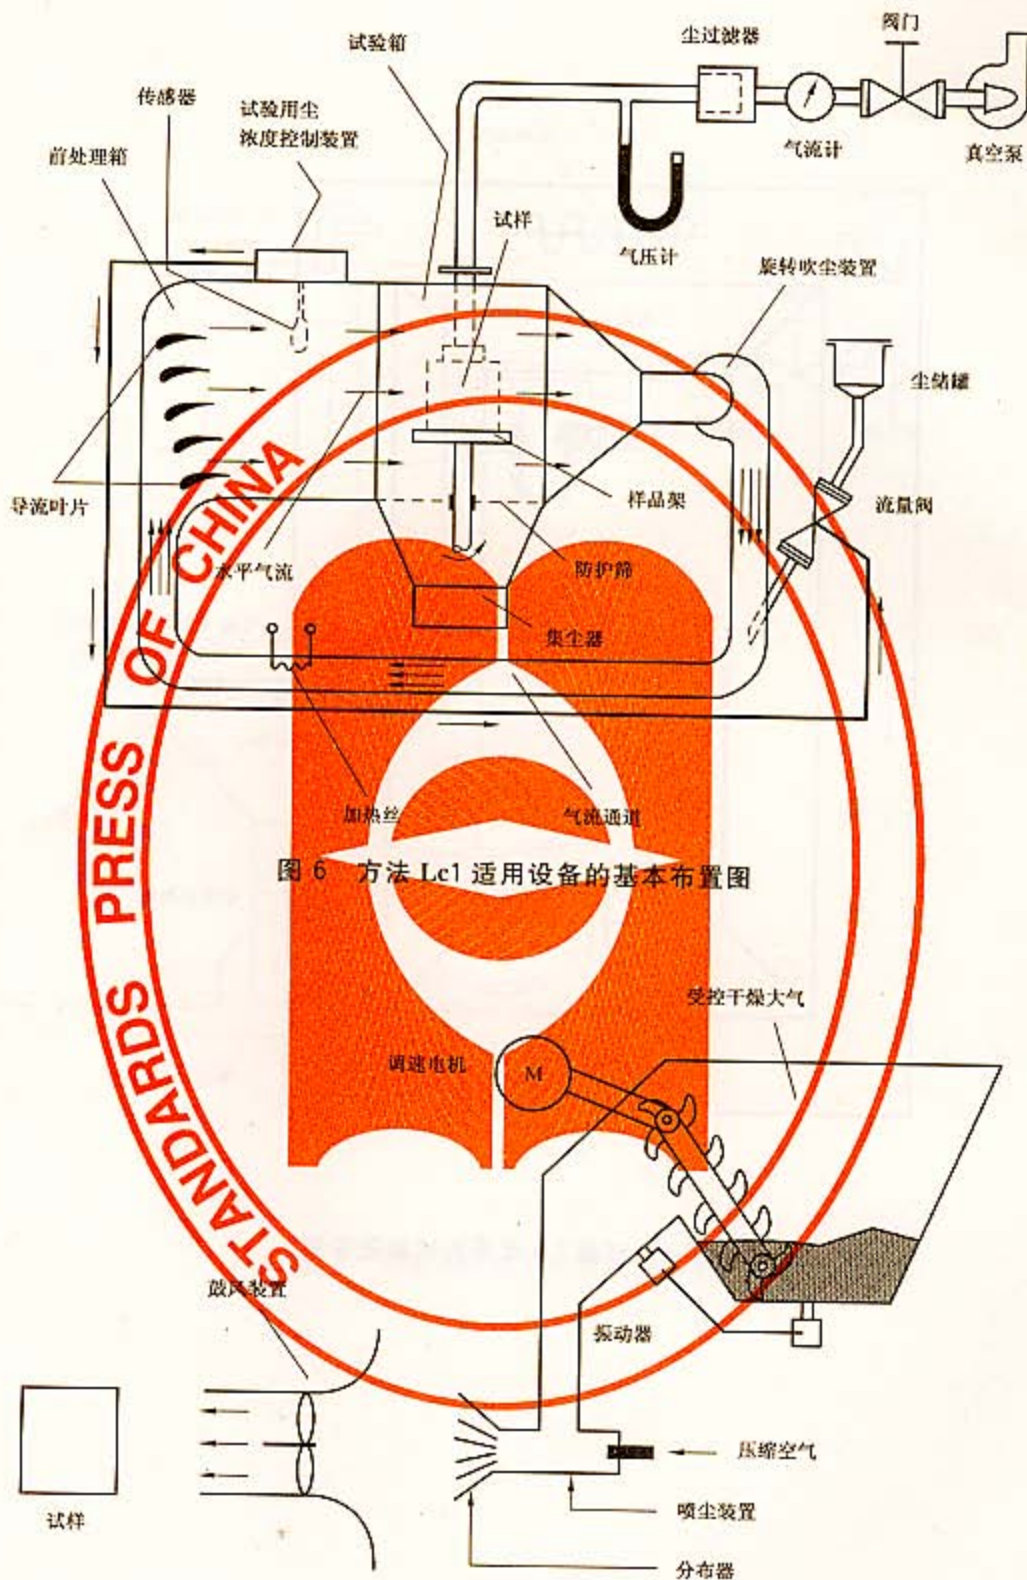 阀门
尘过滤器
试验箱
传感器
试验用尘
浓度控制装置
前处理箱
气流计
真空泵
试样
气压计
旋转吹尘装置
尘储罐
导流叶片
样品架
流量阀
水平气流
防护筛
集尘器
加热丝
气流通道
图 6 方法 Lc1 适用设备的基本布置图
受控干燥大气
调速电机
M
鼓风装置
振动器
压缩空气
试样
喷尘装置
分布器
STANDARDS PRESS OF CHINA